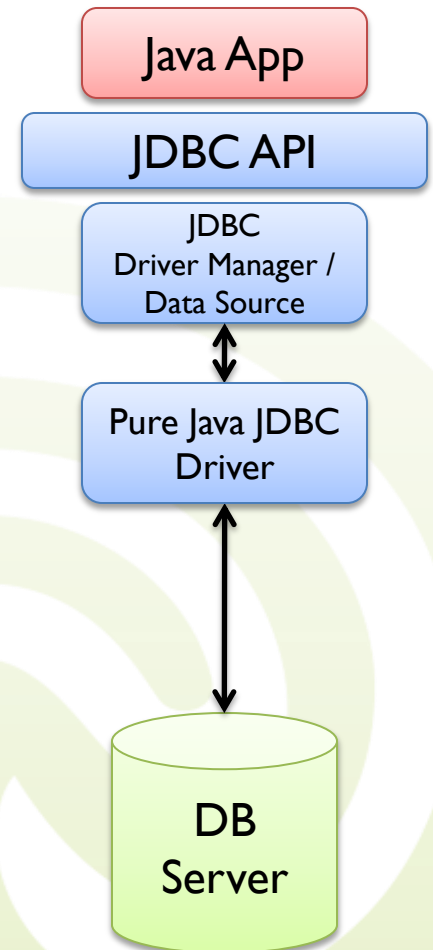 Java App
JDBC API
JDBC
Driver Manager /
Data Source
Pure Java JDBC
Driver
DB
Server